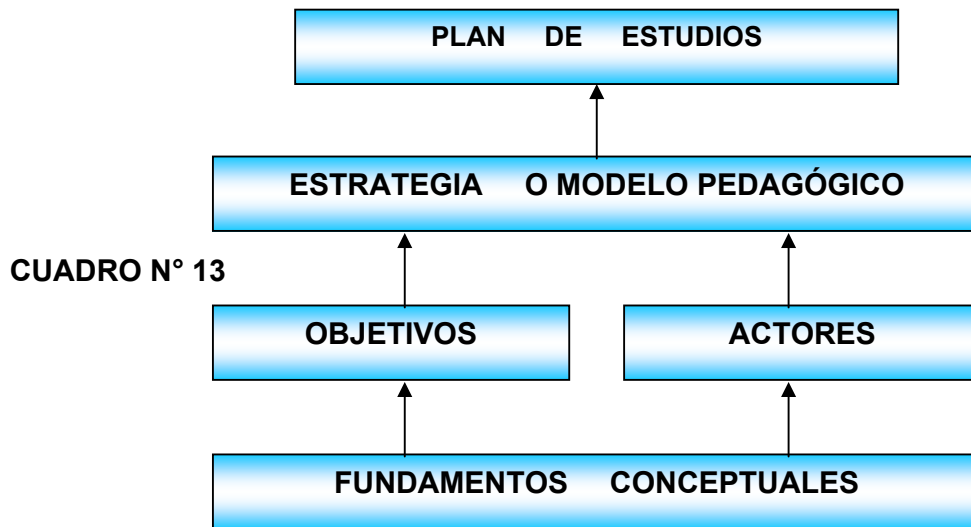 PLAN DE ESTUDIOS
ESTRATEGIA O MODELO PEDAGÓGICO
CUADRO N° 13
OBJETIVOS
ACTORES
FUNDAMENTOS CONCEPTUALES